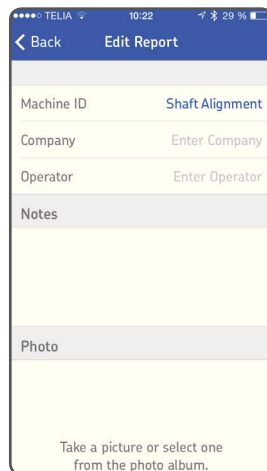 TELIA 10:22 29 %
Back Edit Report
Machine ID Shaft Alignment
Company Enter Company
Operator Enter Operator
Notes
Photo
Take a picture or select one
from the photo album.